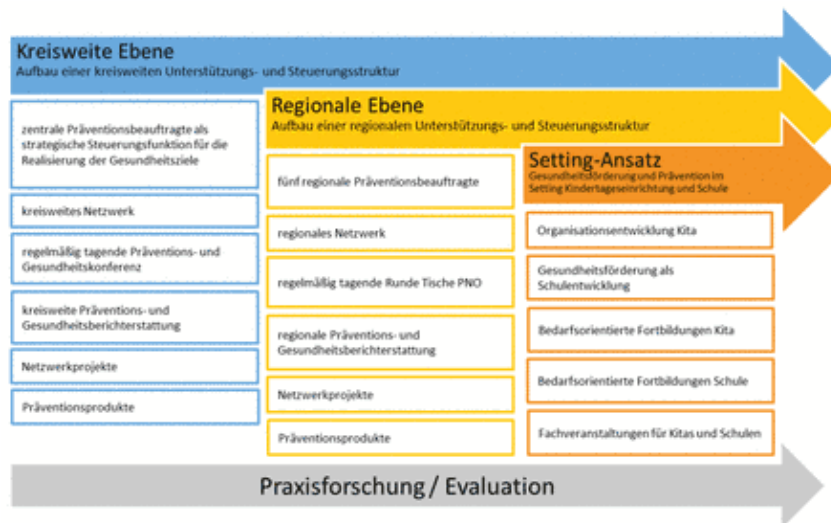 Kreisweite Ebene
Aufbau einer kreisweiten Unterstützungs- und Steuerungsstruktur
zentrale Präventionsbeauftragte als
strategische Steuerungsfunktion für die
Realisierung der Gesundheitsziele
kreisweites Netzwerk
regelmäßig tagende Präventions- und
Gesundheitskonferenz
kreisweite Präventions- und
Gesundheitsberichterstattung
Netzwerkprojekte
Präventionsprodukte
Regionale Ebene
Aufbau einer regionalen Unterstützungs- und Steuerungsstruktur
fünf regionale Präventionsbeauftragte
regionales Netzwerk
regelmäßig tagende Runde Tische PNO
regionale Präventions- und
Gesundheitsberichterstattung
Netzwerkprojekte
Präventionsprodukte
Setting-Ansatz
Gesundheitsförderung und Prävention im
Setting Kindertageseinrichtung und Schule
Organisationsentwicklung Kita
Gesundheitsförderung als
Schulentwicklung
Bedarfsorientierte Fortbildungen Kita
Bedarfsorientierte Fortbildungen Schule
Fachveranstaltungen für Kitas und Schulen
Praxisforschung / Evaluation